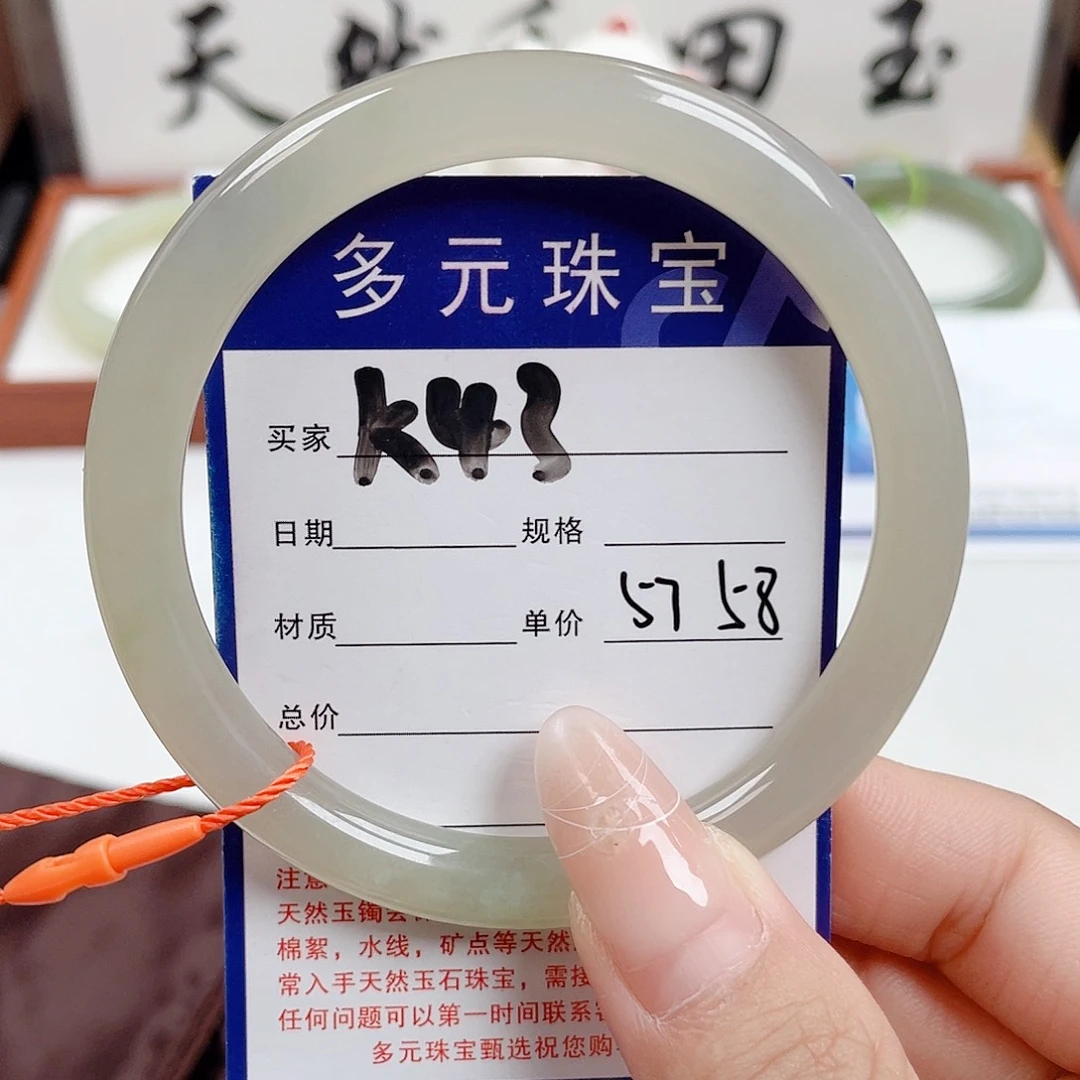 天然 田玉
多元珠宝
买家 K43
日期 规格
材质 单价 57 58
总价
注意
天然玉镯会
棉絮，水线，矿点等天然
常入手天然玉石珠宝，需接
任何问题可以第一时间联系客
多元珠宝甄选祝您购